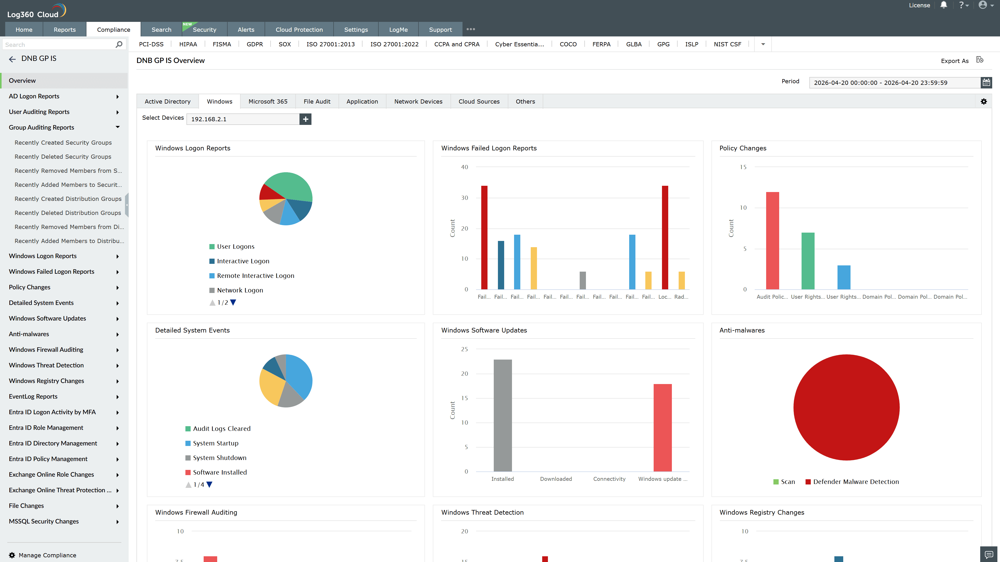 Log360 Cloud
License
?
Home
Reports
Compliance
Search
NEW
Security
Alerts
Cloud Protection
Settings
LogMe
Support
Search
PCI-DSS
HIPAA
FISMA
GDPR
SOX
ISO 27001:2013
ISO 27001:2022
CCPA and CPRA
Cyber Essentia...
COCO
FERPA
GLBA
GPG
ISLP
NIST CSF
DNB GP IS
Overview
AD Logon Reports
User Auditing Reports
Group Auditing Reports
Recently Created Security Groups
Recently Deleted Security Groups
Recently Removed Members from S...
Recently Added Members to Securit...
Recently Created Distribution Groups
Recently Deleted Distribution Groups
Recently Removed Members from Di...
Recently Added Members to Distribu...
Windows Logon Reports
Windows Failed Logon Reports
Policy Changes
Detailed System Events
Windows Software Updates
Anti-malwares
Windows Firewall Auditing
Windows Threat Detection
Windows Registry Changes
EventLog Reports
Entra ID Logon Activity by MFA
Entra ID Role Management
Entra ID Directory Management
Entra ID Policy Management
Exchange Online Role Changes
Exchange Online Threat Protection ...
File Changes
MSSQL Security Changes
Manage Compliance
DNB GP IS Overview
Export As
Period
2026-04-20 00:00:00 - 2026-04-20 23:59:59
Active Directory
Windows
Microsoft 365
File Audit
Application
Network Devices
Cloud Sources
Others
Select Devices
192.168.2.1
Windows Logon Reports
User Logons
Interactive Logon
Remote Interactive Logon
Network Logon
1/2
Windows Failed Logon Reports
Count
40
30
20
10
0
Fail... Fail... Fail... Fail... Fail... Fail... Fail... Fail... Fail... Fail... Fail... Loc... Rad...
Policy Changes
Count
15
10
5
0
Audit Polic... User Rights... User Rights... Domain Pol... Domain Pol... Domain Pol...
Detailed System Events
Audit Logs Cleared
System Startup
System Shutdown
Software Installed
1/4
Windows Software Updates
Count
25
20
15
10
5
0
Installed Downloaded Connectivity Windows update ...
Anti-malwares
Scan
Defender Malware Detection
Windows Firewall Auditing
10
7.5
Windows Threat Detection
20
15
Windows Registry Changes
10
7.5